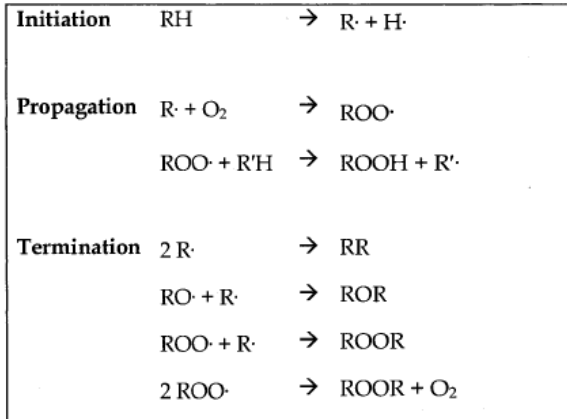 Initiation RH → R· + H·
Propagation R· + O₂ → ROO·
ROO· + R'H → ROOH + R'·
Termination 2 R· → RR
RO· + R· → ROR
ROO· + R· → ROOR
2 ROO· → ROOR + O₂